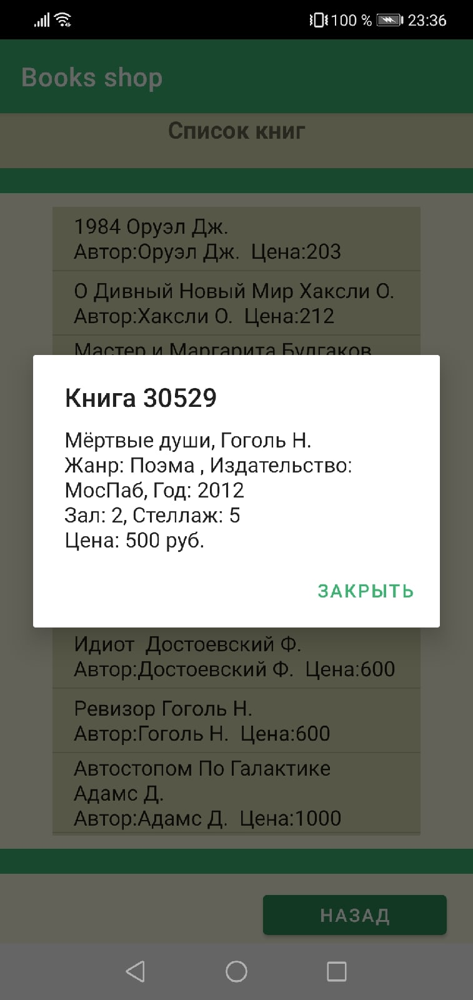 100 % 23:36
Books shop
Список книг
1984 Оруэл Дж.
Автор:Оруэл Дж.  Цена:203
О Дивный Новый Мир Хаксли О.
Автор:Хаксли О.  Цена:212
Мастер и Маргарита Булгаков
Книга 30529
Мёртвые души, Гоголь Н.
Жанр: Поэма , Издательство:
МосПаб, Год: 2012
Зал: 2, Стеллаж: 5
Цена: 500 руб.
ЗАКРЫТЬ
Идиот  Достоевский Ф.
Автор:Достоевский Ф.  Цена:600
Ревизор Гоголь Н.
Автор:Гоголь Н.  Цена:600
Автостопом По Галактике
Адамс Д.
Автор:Адамс Д.  Цена:1000
НАЗАД